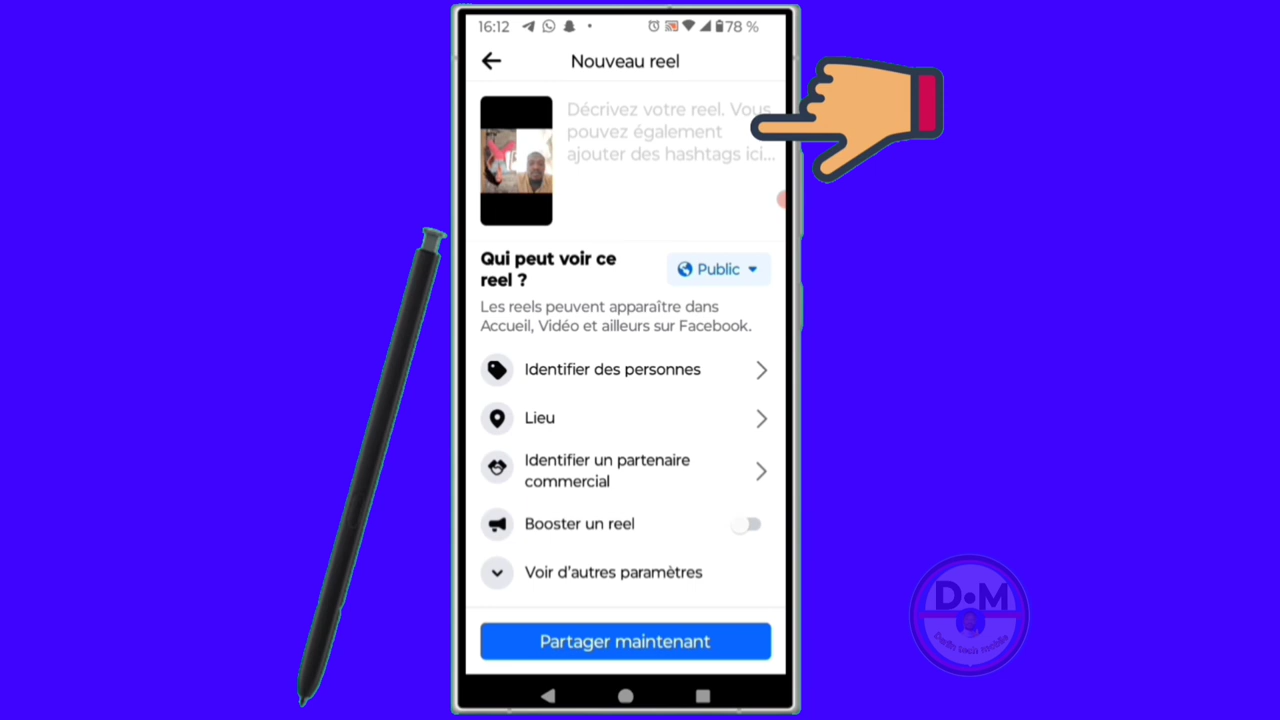 16:12
78 %
Nouveau reel
Décrivez votre reel. Vous
pouvez également
ajouter des hashtags ici...
Qui peut voir ce
reel ?
Public
Les reels peuvent apparaître dans
Accueil, Vidéo et ailleurs sur Facebook.
Identifier des personnes
Lieu
Identifier un partenaire
commercial
Booster un reel
Voir d'autres paramètres
Partager maintenant
D•M
tech mobile